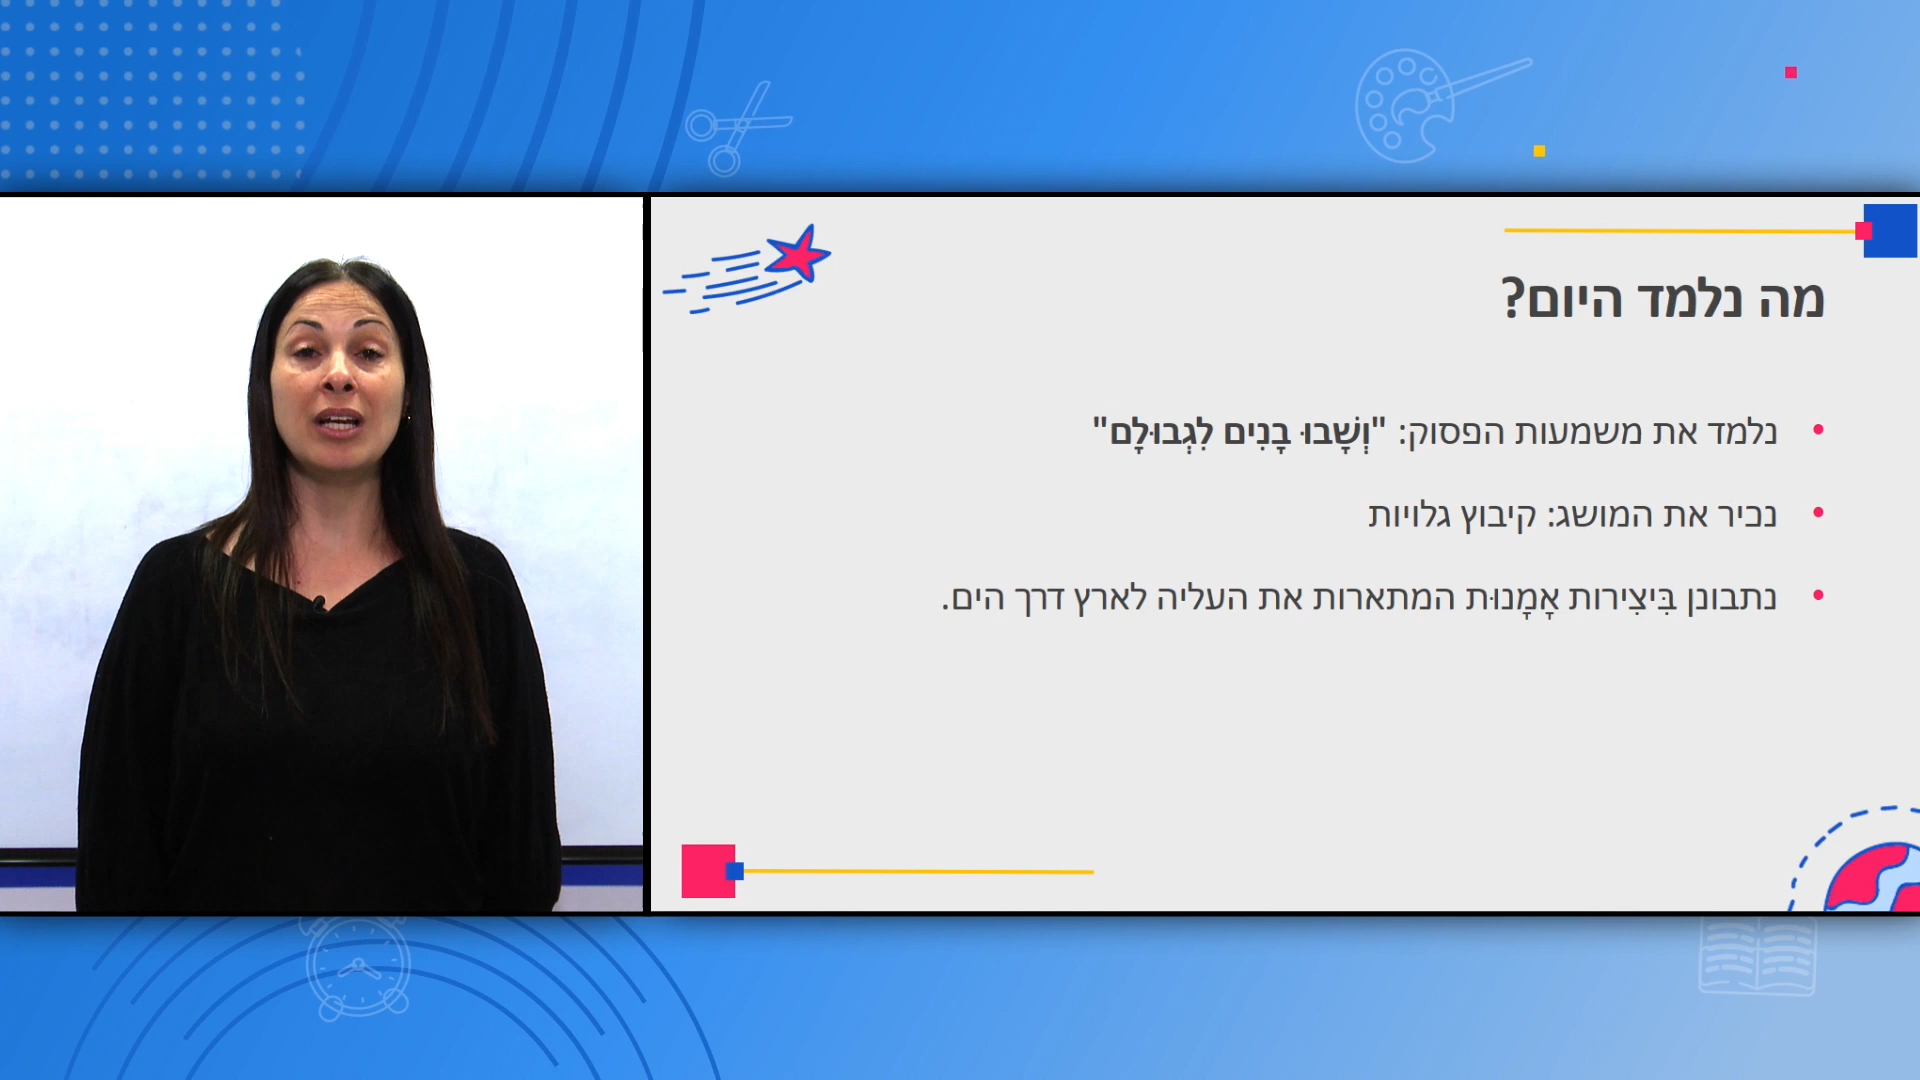 מה נלמד היום?
נלמד את משמעות הפסוק: "וְשָׁבוּ בָנִים לִגְבוּלָם"
נכיר את המושג: קיבוץ גלויות
נתבונן בִּיצִירות אָמָנוּת המתארות את העליה לארץ דרך הים.